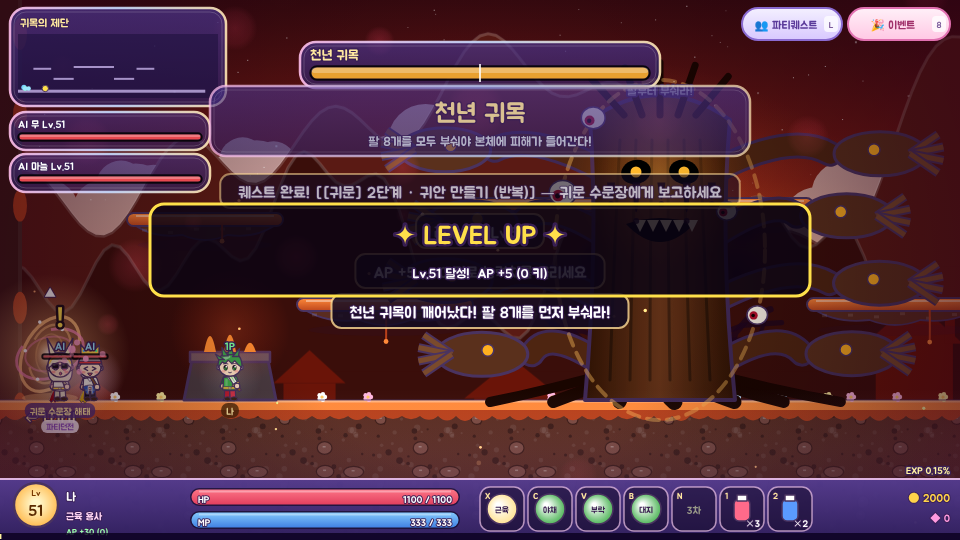 귀목의 제단
AI 무 Lv.51
AI 마늘 Lv.51
천년 귀목
파티퀘스트 L
이벤트 8
천년 귀목
팔 8개를 모두 부숴야 본체에 피해가 들어간다!
퀘스트 완료! [[귀문] 2단계 · 귀안 만들기 (반복)] — 귀문 수문장에게 보고하세요
✦ LEVEL UP ✦
Lv.51 달성! AP +5 (O 키)
천년 귀목이 깨어났다! 팔 8개를 먼저 부숴라!
!
AI AI
귀문 수문장 해태
파티던전
1P
나
EXP 0.15%
Lv
51
나
근육 용사
AP +30 (O)
HP 1100 / 1100
MP 333 / 333
X 근육
C 야채
V 부락
B 대지
N 3차
1 ×3
2 ×2
2000
0